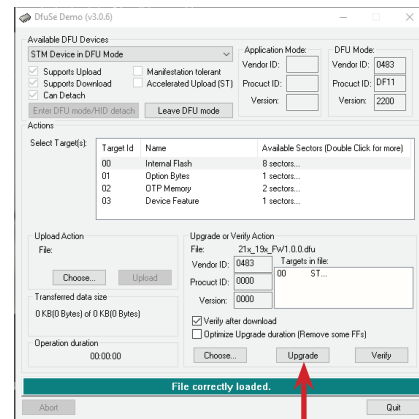 DfuSe Demo (v3.0.6)
Available DFU Devices
STM Device in DFU Mode
Supports Upload Manifestation tolerant
Supports Download Accelerated Upload (ST)
Can Detach
Enter DFU mode/HID detach Leave DFU mode
Application Mode:
Vendor ID:
Procuct ID:
Version:
DFU Mode:
Vendor ID: 0483
Procuct ID: DF11
Version: 2200
Actions
Select Target(s):
Target Id Name Available Sectors (Double Click for more)
00 Internal Flash 8 sectors...
01 Option Bytes 1 sectors...
02 OTP Memory 2 sectors...
03 Device Feature 1 sectors...
Upload Action
File:
Choose... Upload
Transferred data size
0 KB(0 Bytes) of 0 KB(0 Bytes)
Operation duration
00:00:00
Upgrade or Verify Action
File: 21x_19x_FW1.0.0.dfu
Vendor ID: 0483
Procuct ID: 0000
Version: 0000
Targets in file:
00 ST...
Verify after download
Optimize Upgrade duration (Remove some FFs)
Choose... Upgrade Verify
File correctly loaded.
Abort Quit